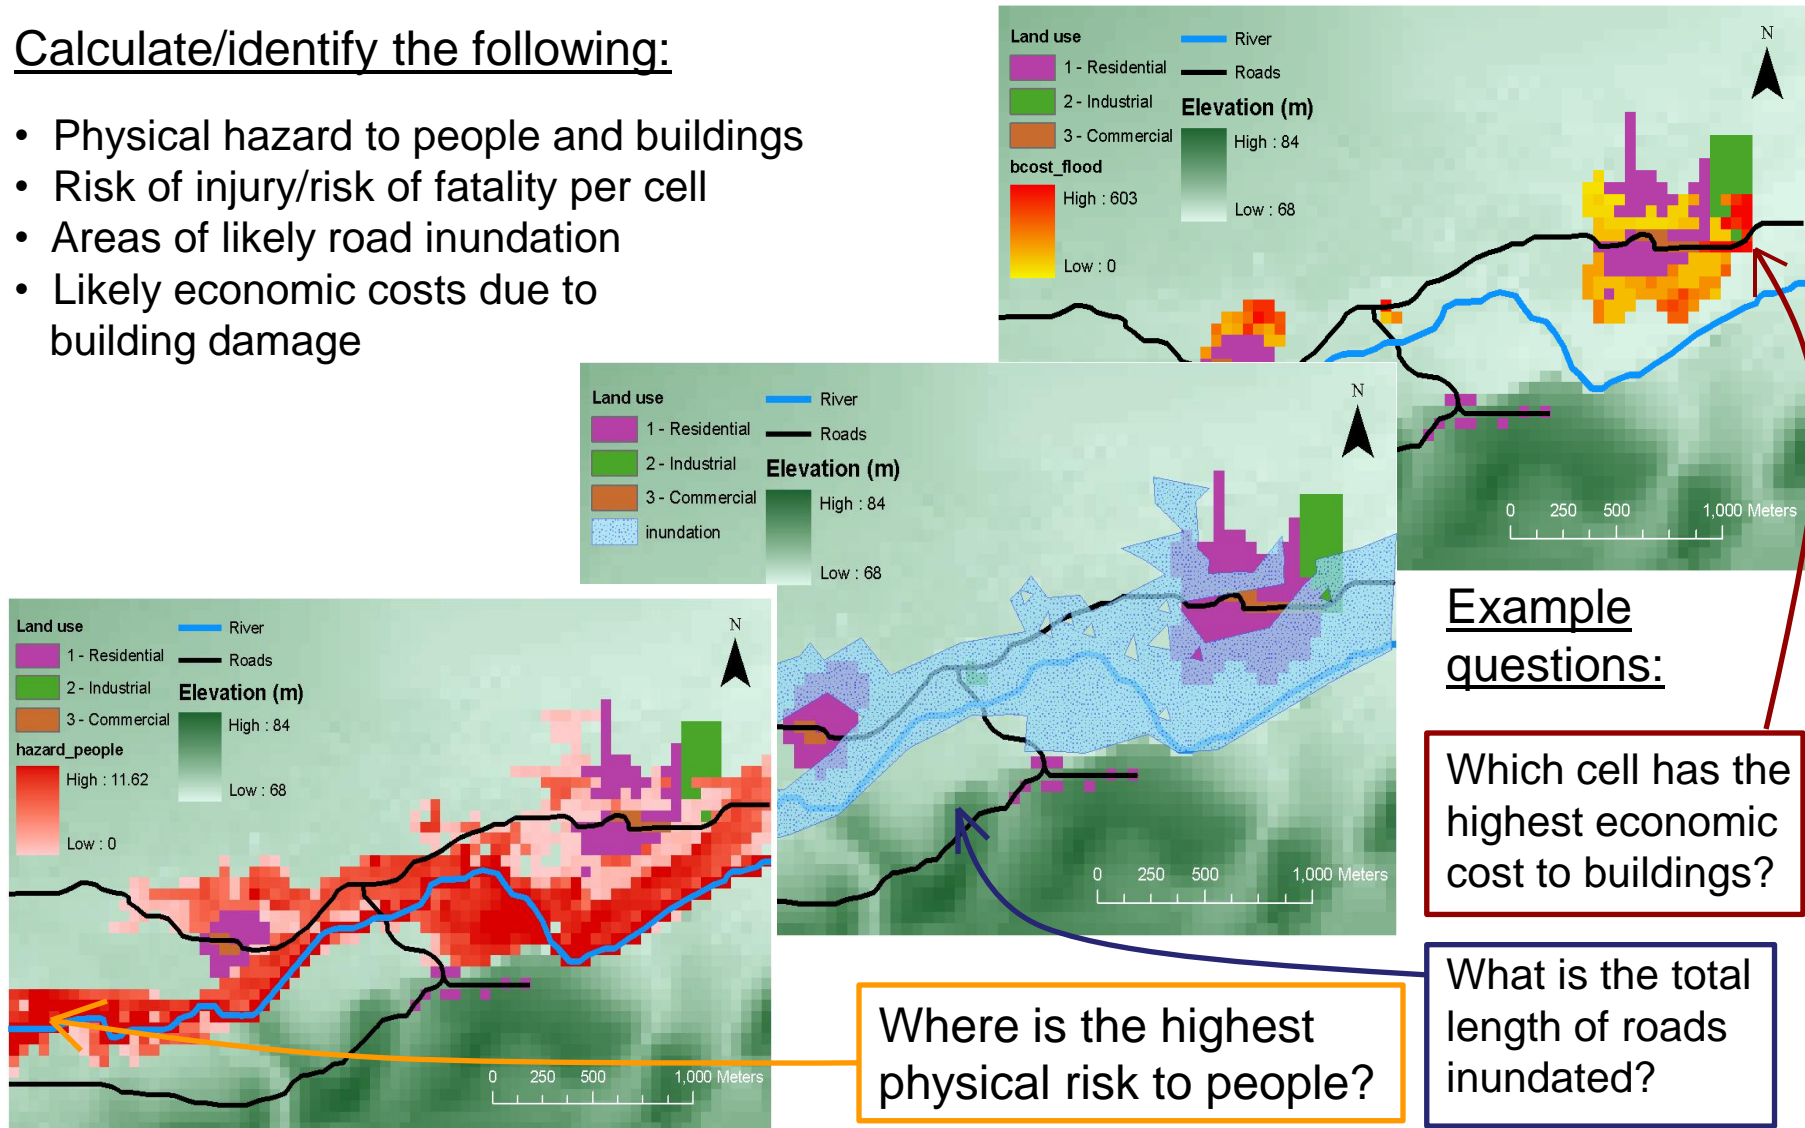 Calculate/identify the following:
• Physical hazard to people and buildings
• Risk of injury/risk of fatality per cell
• Areas of likely road inundation
• Likely economic costs due to
building damage
Land use
1 - Residential
2 - Industrial
3 - Commercial
bcost_flood
High : 603
Low : 0
River
Roads
Elevation (m)
High : 84
Low : 68
N
0 250 500 1,000 Meters
Land use
1 - Residential
2 - Industrial
3 - Commercial
inundation
River
Roads
Elevation (m)
High : 84
Low : 68
N
0 250 500 1,000 Meters
Land use
1 - Residential
2 - Industrial
3 - Commercial
hazard_people
High : 11.62
Low : 0
River
Roads
Elevation (m)
High : 84
Low : 68
N
0 250 500 1,000 Meters
Example
questions:
Which cell has the
highest economic
cost to buildings?
What is the total
length of roads
inundated?
Where is the highest
physical risk to people?